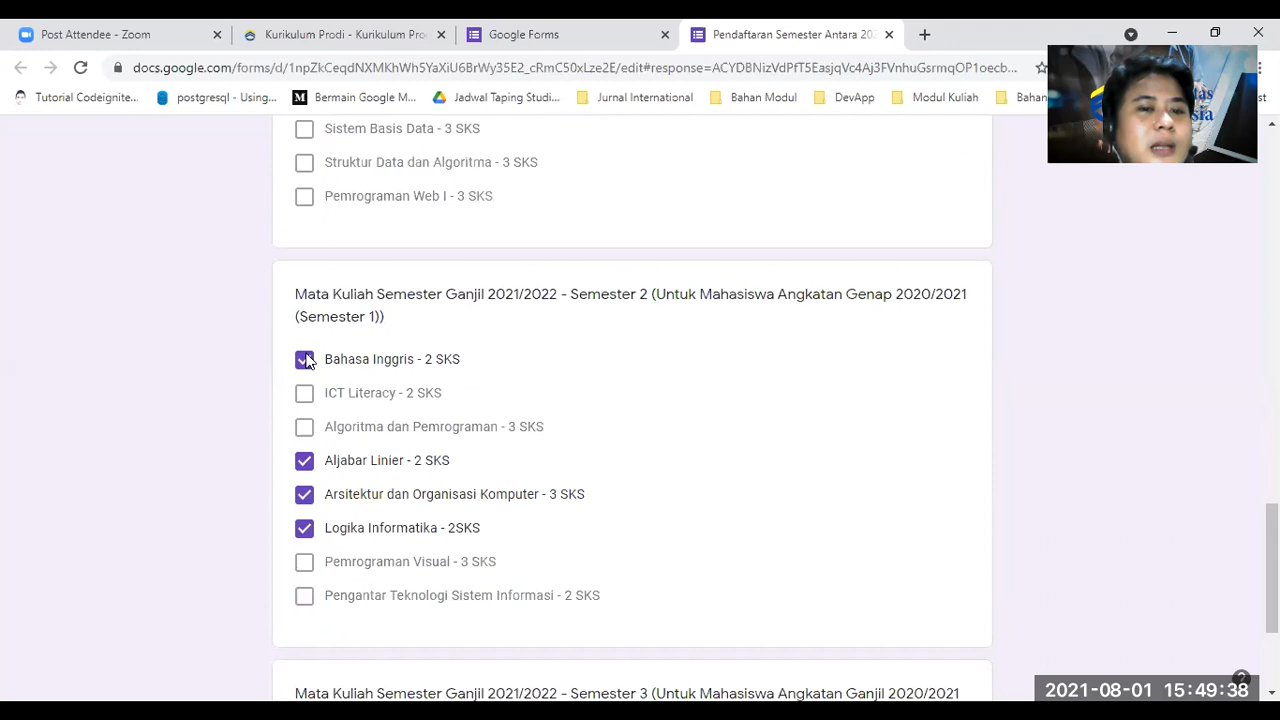 Post Attendee - Zoom
Kurikulum Prodi - Kurikulum Pro
Google Forms
Pendaftaran Semester Antara 202
docs.google.com/forms/d/1npZkCendNXMKhWh5YaXiU6frWy35E2_cRmC50xLze2E/edit#response=ACYDBNizVdPfT5EasjqVc4Aj3FVnhuGsrmqOP1oecb...
Tutorial Codeignite...
postgresql - Using...
Bermain Google M...
Jadwal Taping Studi...
Jurnal International
Bahan Modul
DevApp
Modul Kuliah
Bahan
st
as
sia
Sistem Basis Data - 3 SKS
Struktur Data dan Algoritma - 3 SKS
Pemrograman Web I - 3 SKS
Mata Kuliah Semester Ganjil 2021/2022 - Semester 2 (Untuk Mahasiswa Angkatan Genap 2020/2021
(Semester 1))
Bahasa Inggris - 2 SKS
ICT Literacy - 2 SKS
Algoritma dan Pemrograman - 3 SKS
Aljabar Linier - 2 SKS
Arsitektur dan Organisasi Komputer - 3 SKS
Logika Informatika - 2SKS
Pemrograman Visual - 3 SKS
Pengantar Teknologi Sistem Informasi - 2 SKS
Mata Kuliah Semester Ganjil 2021/2022 - Semester 3 (Untuk Mahasiswa Angkatan Ganjil 2020/2021
2021-08-01 15:49:38